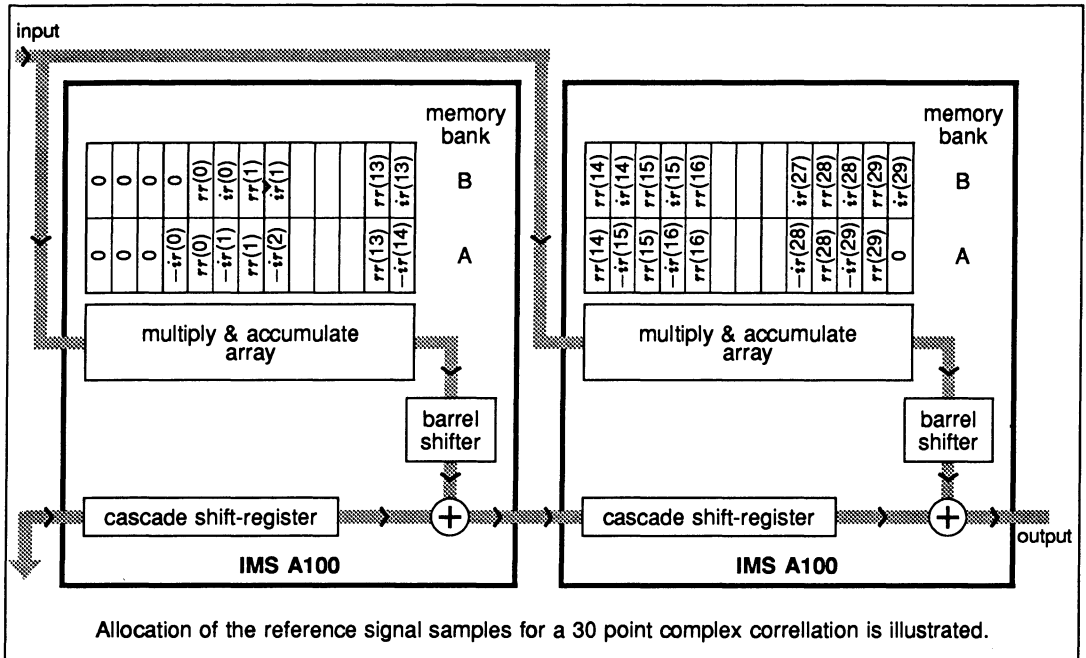 input
memory
bank
0 0 0 0 rr(0) ir(0) rr(1) ir(1) rr(13) ir(13) B
0 0 0 -ir(0) rr(0) -ir(1) rr(1) -ir(2) rr(13) -ir(14) A
multiply & accumulate
array
barrel
shifter
cascade shift-register
+
IMS A100
memory
bank
rr(14) ir(14) rr(15) ir(15) rr(16) ir(27) rr(28) ir(28) rr(29) ir(29) B
rr(14) -ir(15) rr(15) -ir(16) rr(16) -ir(28) rr(28) -ir(29) rr(29) 0 A
multiply & accumulate
array
barrel
shifter
cascade shift-register
+
output
IMS A100
Allocation of the reference signal samples for a 30 point complex correllation is illustrated.